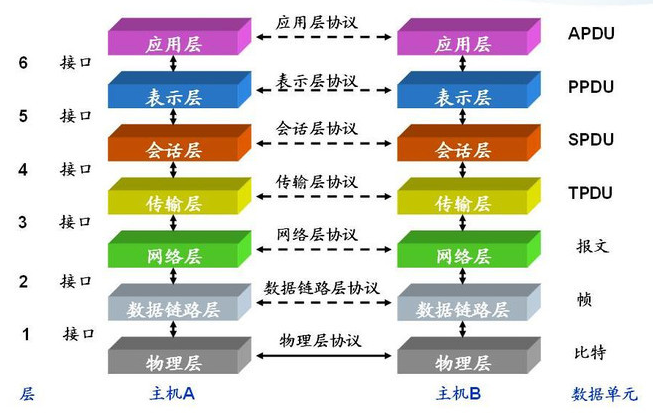 应用层 应用层协议 应用层 APDU
6 接口
表示层 表示层协议 表示层 PPDU
5 接口
会话层 会话层协议 会话层 SPDU
4 接口
传输层 传输层协议 传输层 TPDU
3 接口
网络层 网络层协议 网络层 报文
2 接口
数据链路层 数据链路层协议 数据链路层 帧
1 接口
物理层 物理层协议 物理层 比特
层 主机A 主机B 数据单元